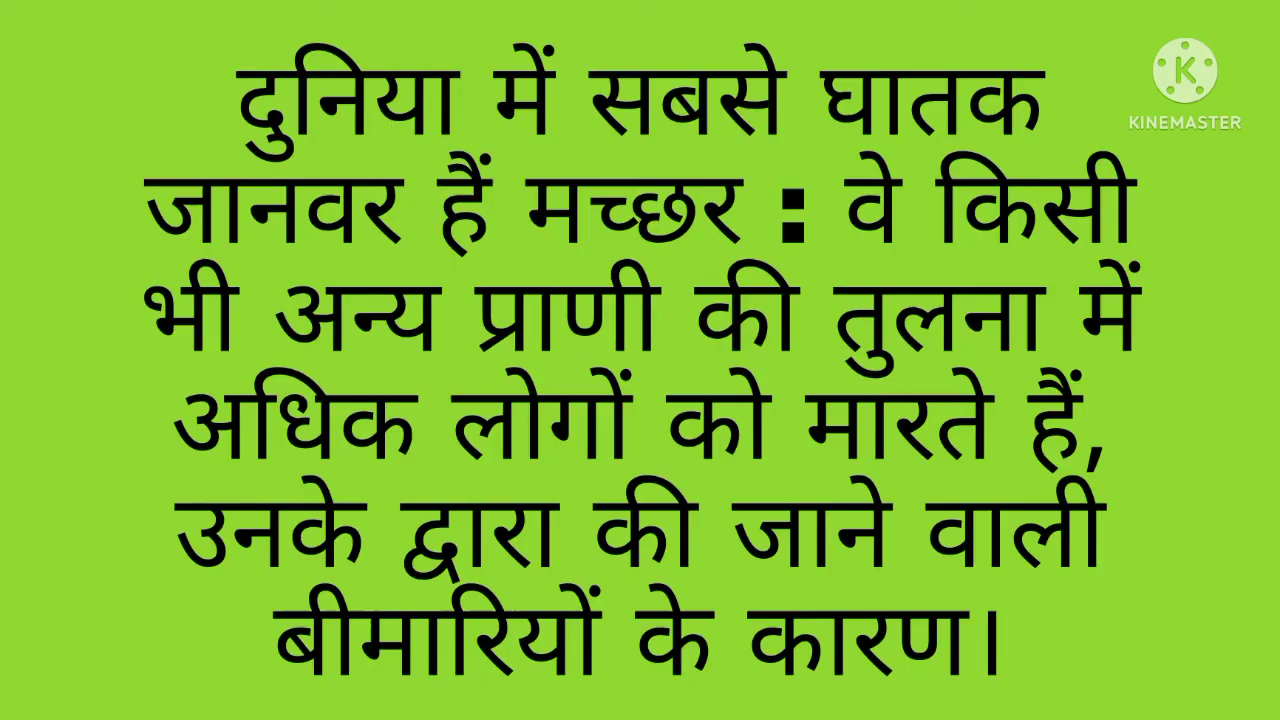 दुनिया में सबसे घातक
जानवर हैं मच्छर : वे किसी
भी अन्य प्राणी की तुलना में
अधिक लोगों को मारते हैं,
उनके द्वारा की जाने वाली
बीमारियों के कारण।
K
KINEMASTER